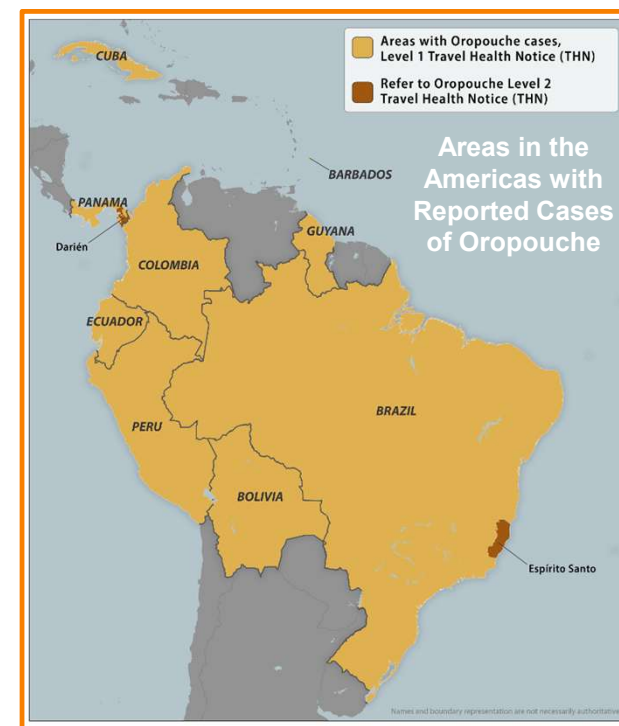 CUBA
Areas with Oropouche cases,
Level 1 Travel Health Notice (THN)
Refer to Oropouche Level 2
Travel Health Notice (THN)
Areas in the
Americas with
Reported Cases
of Oropouche
BARBADOS
PANAMA
Darién
GUYANA
COLOMBIA
ECUADOR
PERU
BRAZIL
BOLIVIA
Espírito Santo
Names and boundary representation are not necessarily authoritative